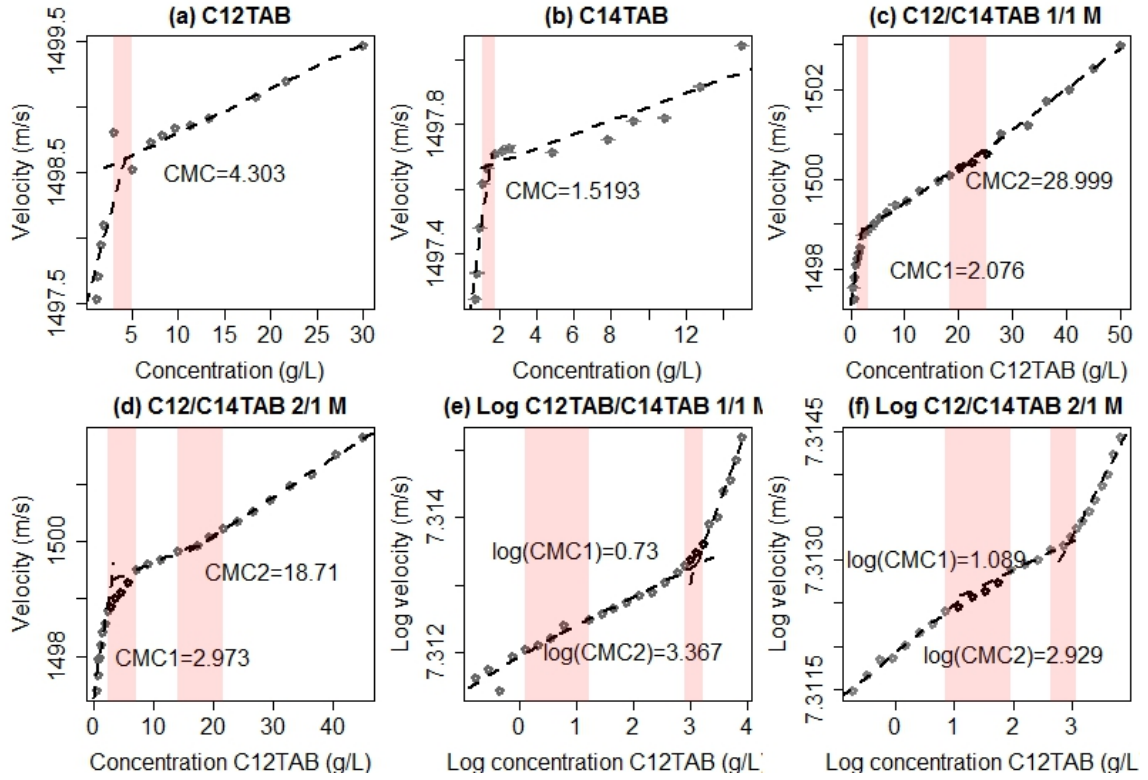 (a) C12TAB
Velocity (m/s)
1499.5
1498.5
1497.5
CMC=4.303
5 10 15 20 25 30
Concentration (g/L)
(b) C14TAB
Velocity (m/s)
1497.8
1497.4
CMC=1.5193
2 4 6 8 12
Concentration (g/L)
(c) C12/C14TAB 1/1 M
Velocity (m/s)
1502
1500
1498
CMC2=28.999
CMC1=2.076
0 10 20 30 40 50
Concentration C12TAB (g/L)
(d) C12/C14TAB 2/1 M
Velocity (m/s)
1500
1498
CMC2=18.71
CMC1=2.973
0 10 20 30 40
Concentration C12TAB (g/L)
(e) Log C12TAB/C14TAB 1/1 M
Log velocity (m/s)
7.314
7.312
log(CMC1)=0.73
log(CMC2)=3.367
0 1 2 3 4
Log concentration C12TAB (g/L)
(f) Log C12/C14TAB 2/1 M
Log velocity (m/s)
7.3145
7.3130
7.3115
log(CMC1)=1.089
log(CMC2)=2.929
0 1 2 3
Log concentration C12TAB (g/L